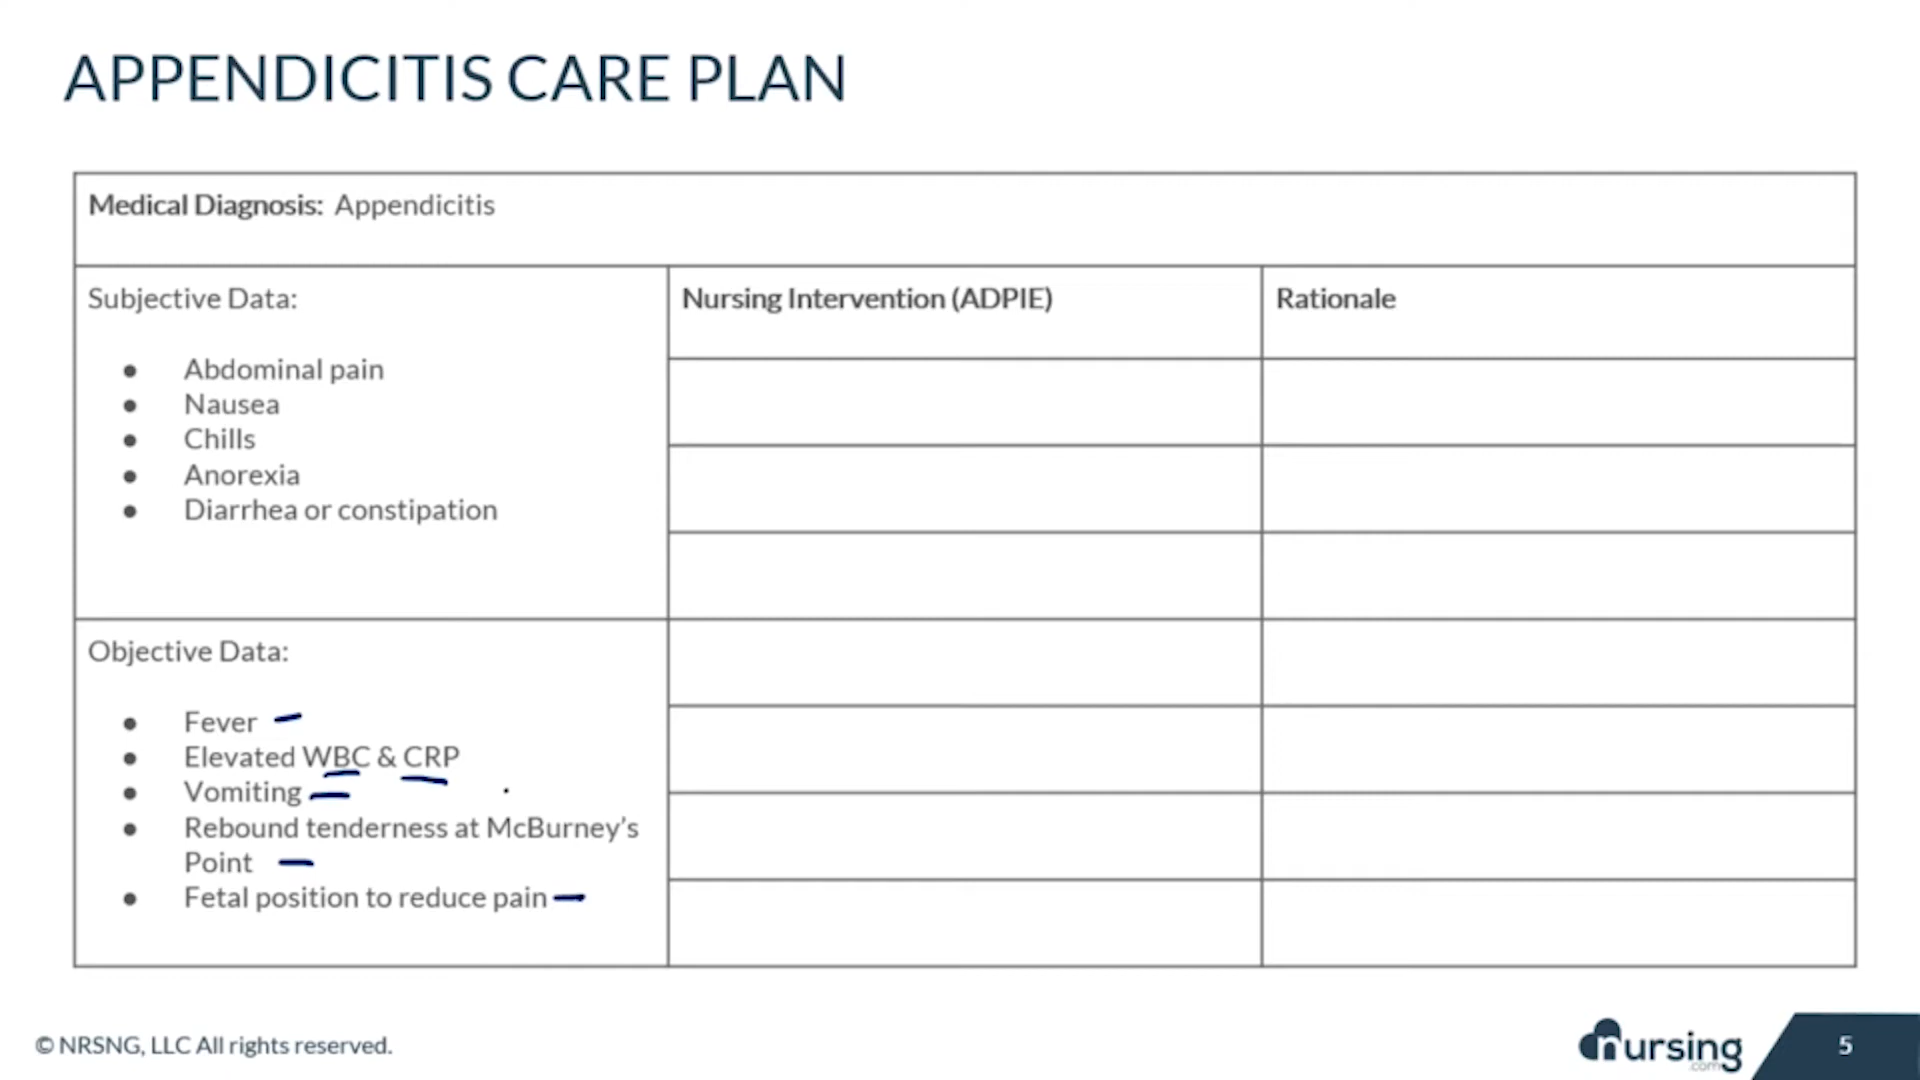 APPENDICITIS CARE PLAN
Medical Diagnosis: Appendicitis
Subjective Data:
● Abdominal pain
● Nausea
● Chills
● Anorexia
● Diarrhea or constipation
Nursing Intervention (ADPIE)
Rationale
Objective Data:
● Fever
● Elevated WBC & CRP
● Vomiting
● Rebound tenderness at McBurney's
Point
● Fetal position to reduce pain
© NRSNG, LLC All rights reserved.
nursing
.com
5